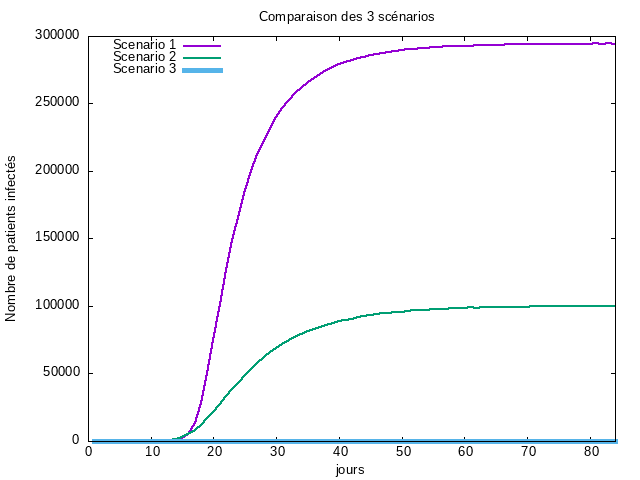 Comparaison des 3 scénarios
300000
250000
200000
150000
100000
50000
0
Nombre de patients infectés
Scenario 1
Scenario 2
Scenario 3
0 10 20 30 40 50 60 70 80
jours